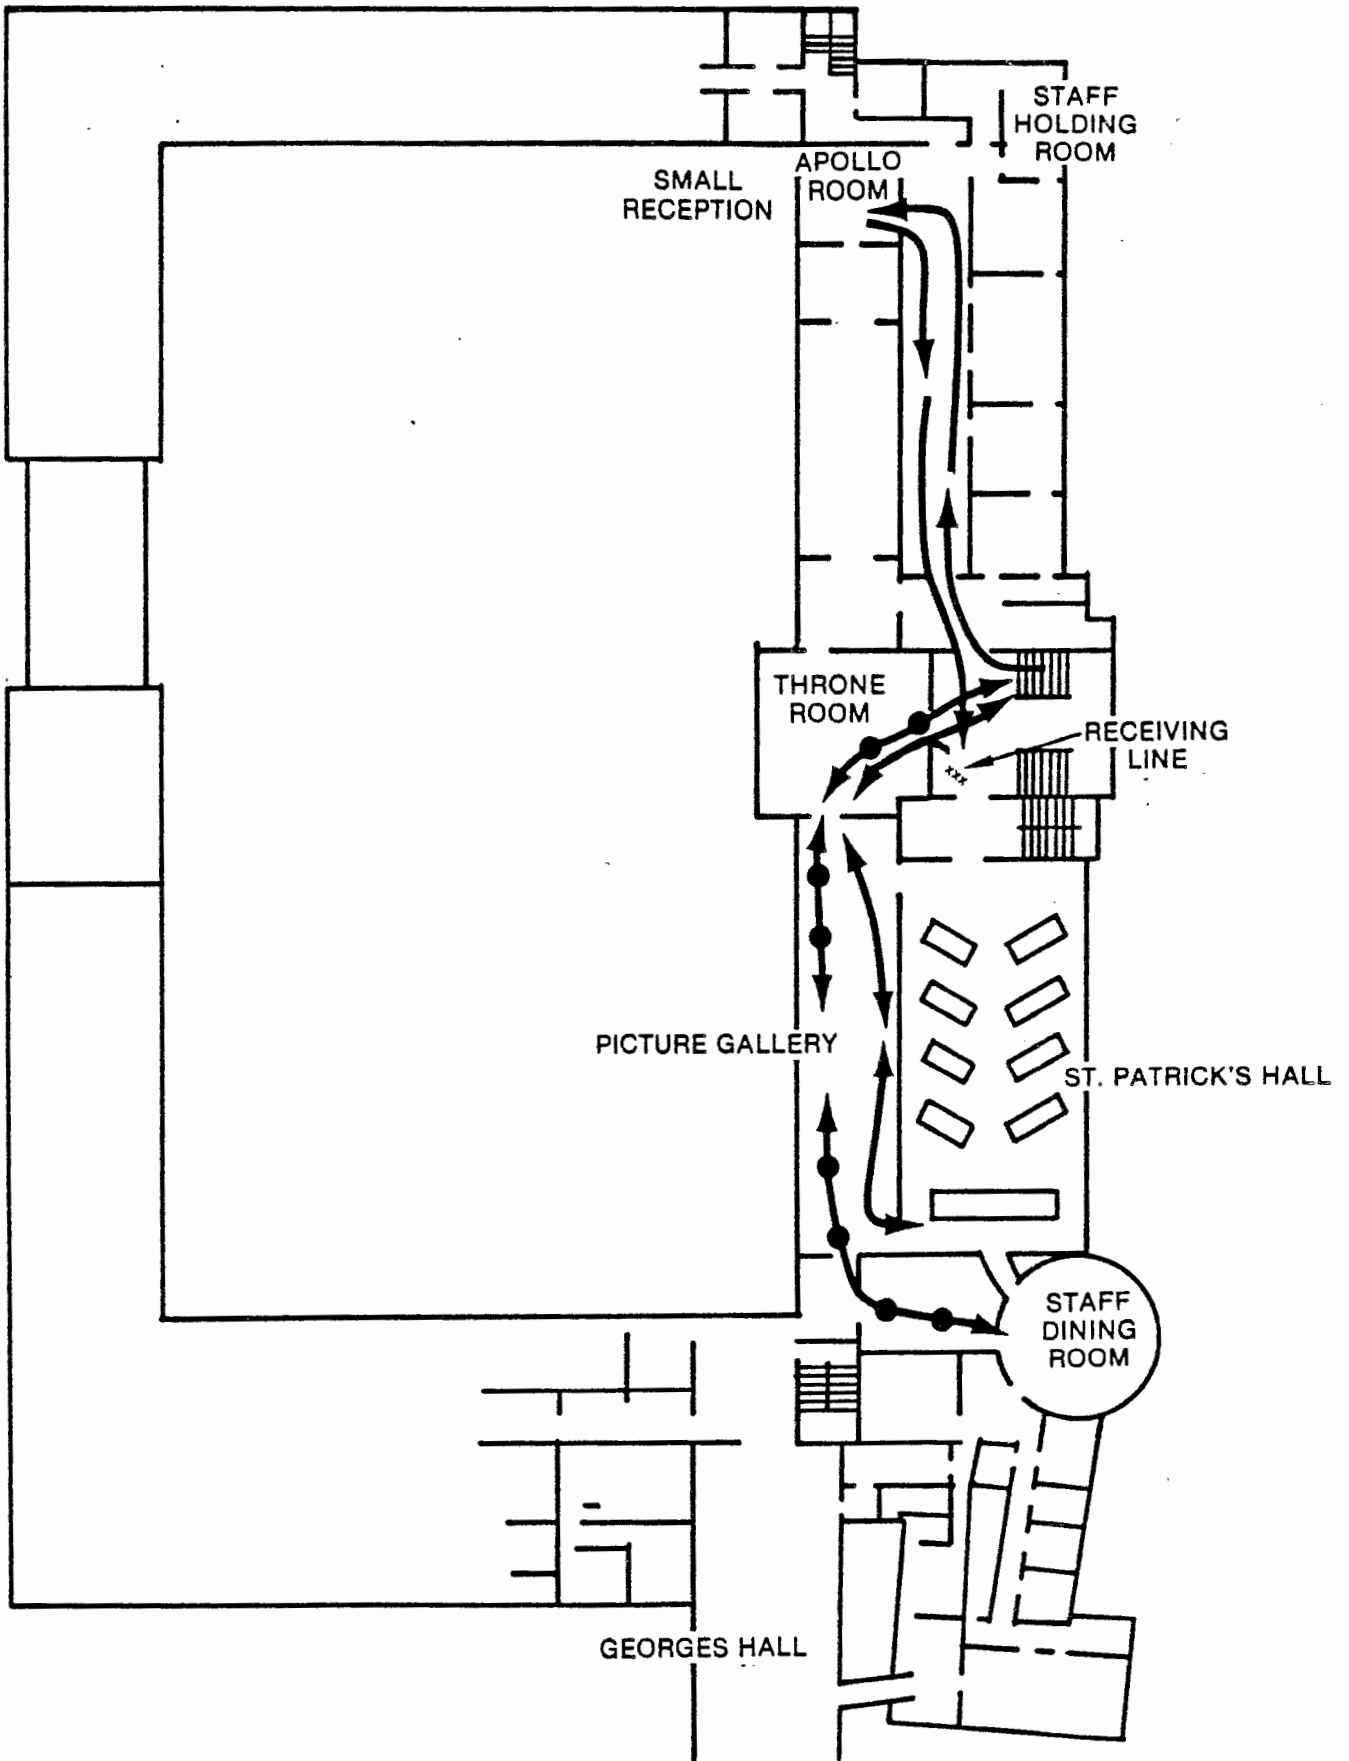 STAFF
HOLDING
ROOM
APOLLO
ROOM
SMALL
RECEPTION
THRONE
ROOM
RECEIVING
LINE
xxx
PICTURE GALLERY
ST. PATRICK'S HALL
STAFF
DINING
ROOM
GEORGES HALL